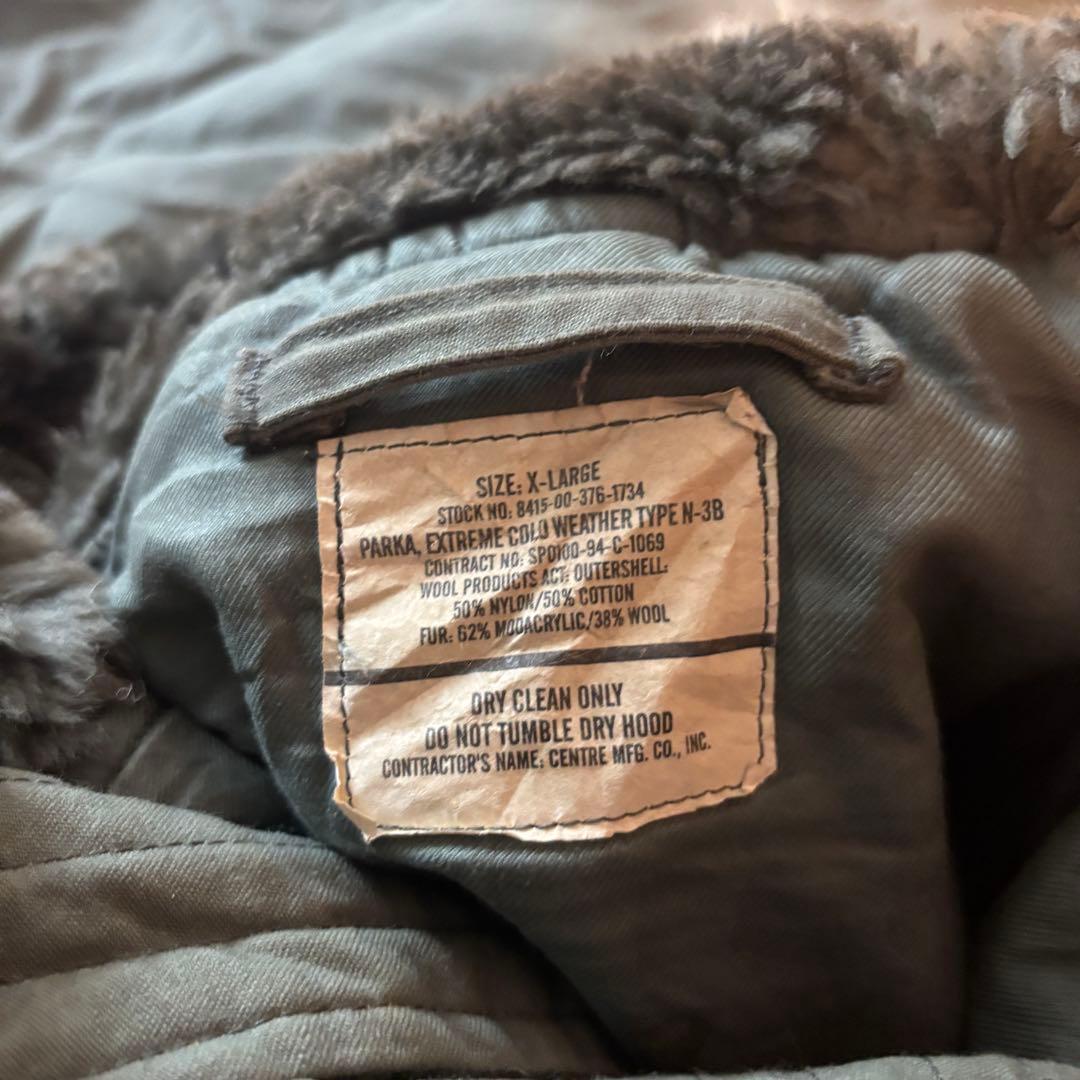 SIZE: X-LARGE
STOCK NO: 8415-00-376-1734
PARKA, EXTREME COLD WEATHER TYPE N-3B
CONTRACT NO: SPO100-94-C-1069
WOOL PRODUCTS ACT: OUTERSHELL:
50% NYLON/50% COTTON
FUR: 62% MODACRYLIC/38% WOOL
DRY CLEAN ONLY
DO NOT TUMBLE DRY HOOD
CONTRACTOR'S NAME: CENTRE MFG. CO., INC.